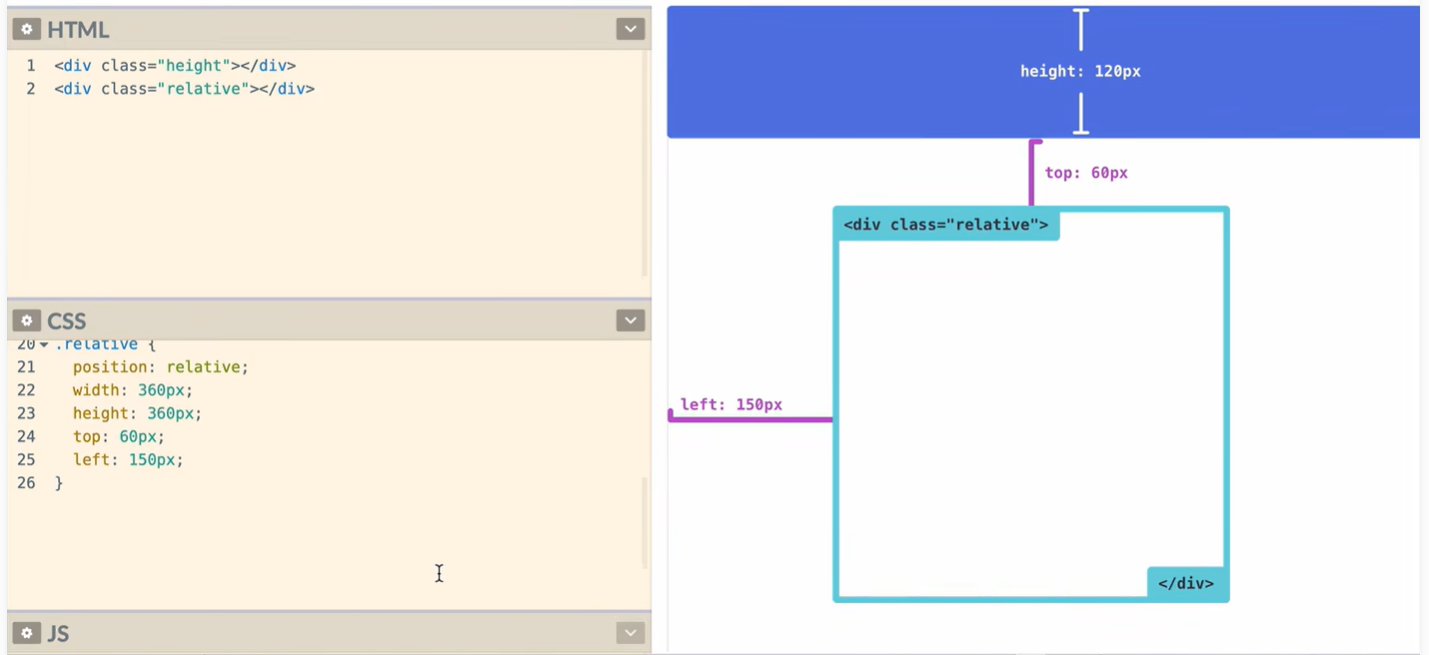 HTML
1 <div class="height"></div>
2 <div class="relative"></div>
CSS
20 .relative {
21 position: relative;
22 width: 360px;
23 height: 360px;
24 top: 60px;
25 left: 150px;
26 }
JS
height: 120px
top: 60px
<div class="relative">
left: 150px
</div>